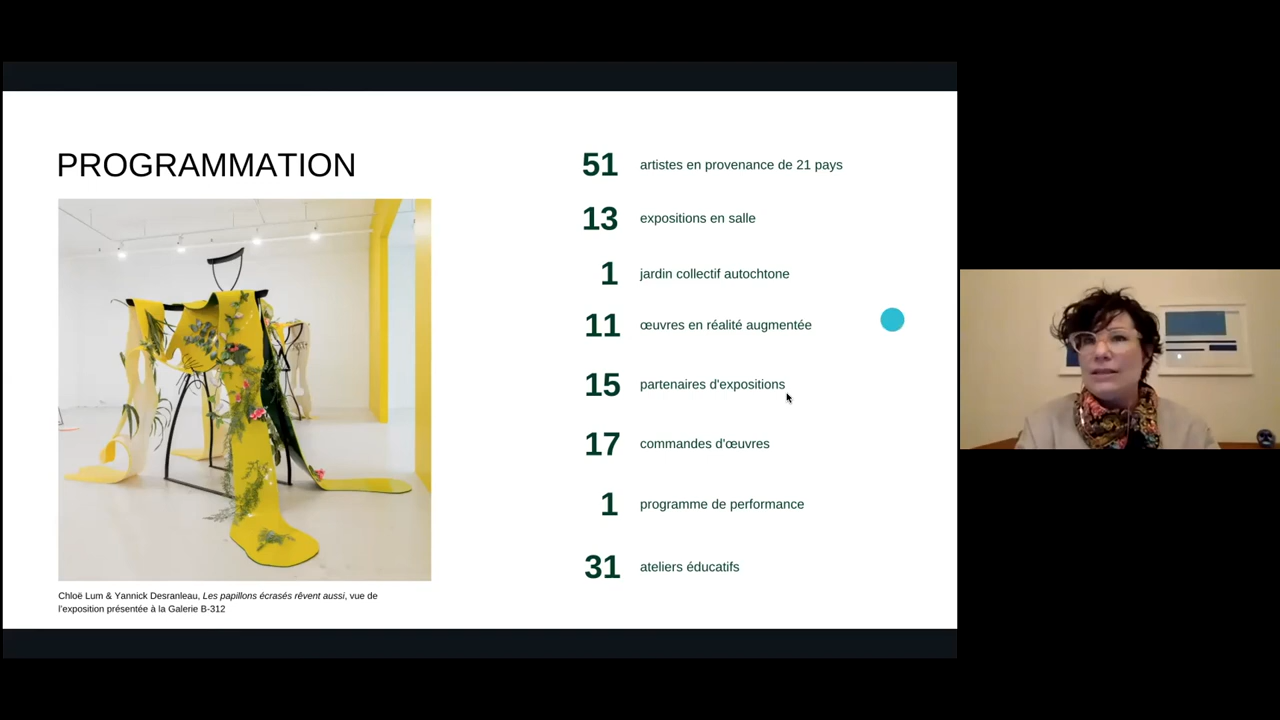 PROGRAMMATION
Chloë Lum & Yannick Desranleau, Les papillons écrasés rêvent aussi, vue de
l'exposition présentée à la Galerie B-312
51 artistes en provenance de 21 pays
13 expositions en salle
1 jardin collectif autochtone
11 œuvres en réalité augmentée
15 partenaires d'expositions
17 commandes d'œuvres
1 programme de performance
31 ateliers éducatifs